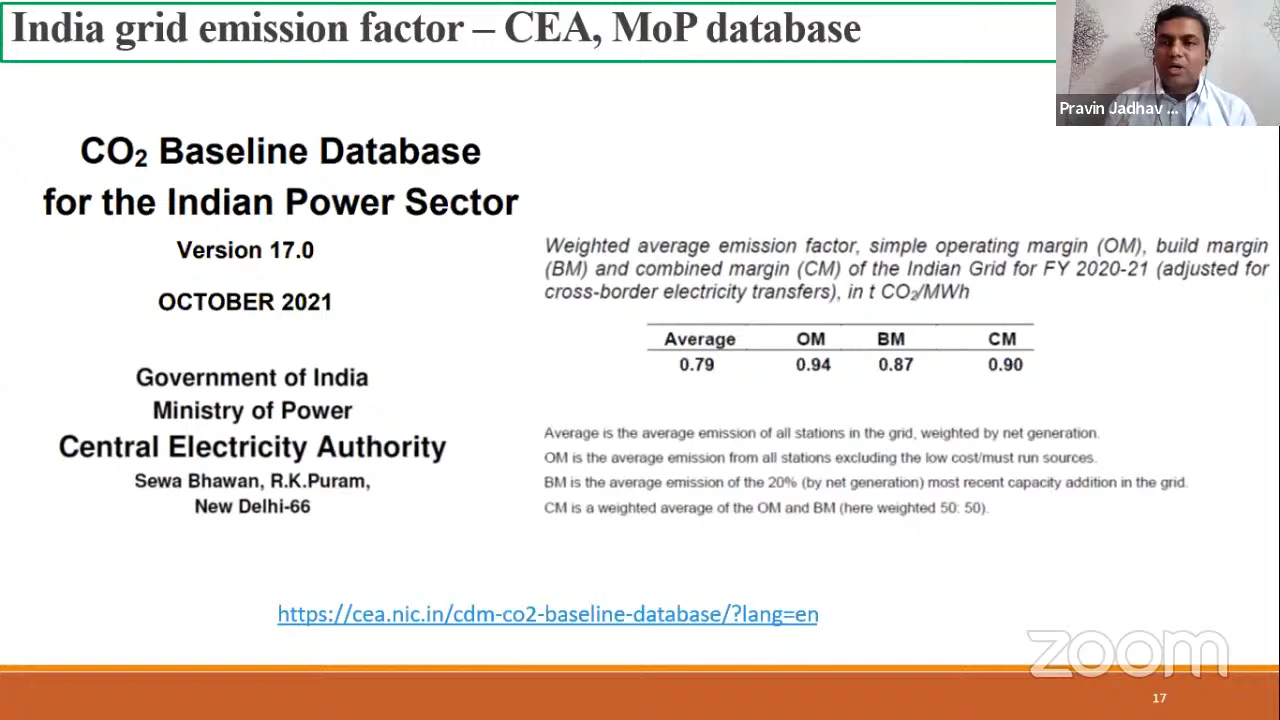 India grid emission factor – CEA, MoP database
Pravin Jadhav ...
CO₂ Baseline Database
for the Indian Power Sector
Version 17.0
OCTOBER 2021
Government of India
Ministry of Power
Central Electricity Authority
Sewa Bhawan, R.K.Puram,
New Delhi-66
Weighted average emission factor, simple operating margin (OM), build margin
(BM) and combined margin (CM) of the Indian Grid for FY 2020-21 (adjusted for
cross-border electricity transfers), in t CO₂/MWh
Average OM BM CM
0.79 0.94 0.87 0.90
Average is the average emission of all stations in the grid, weighted by net generation.
OM is the average emission from all stations excluding the low cost/must run sources.
BM is the average emission of the 20% (by net generation) most recent capacity addition in the grid.
CM is a weighted average of the OM and BM (here weighted 50: 50).
https://cea.nic.in/cdm-co2-baseline-database/?lang=en
zoom
17